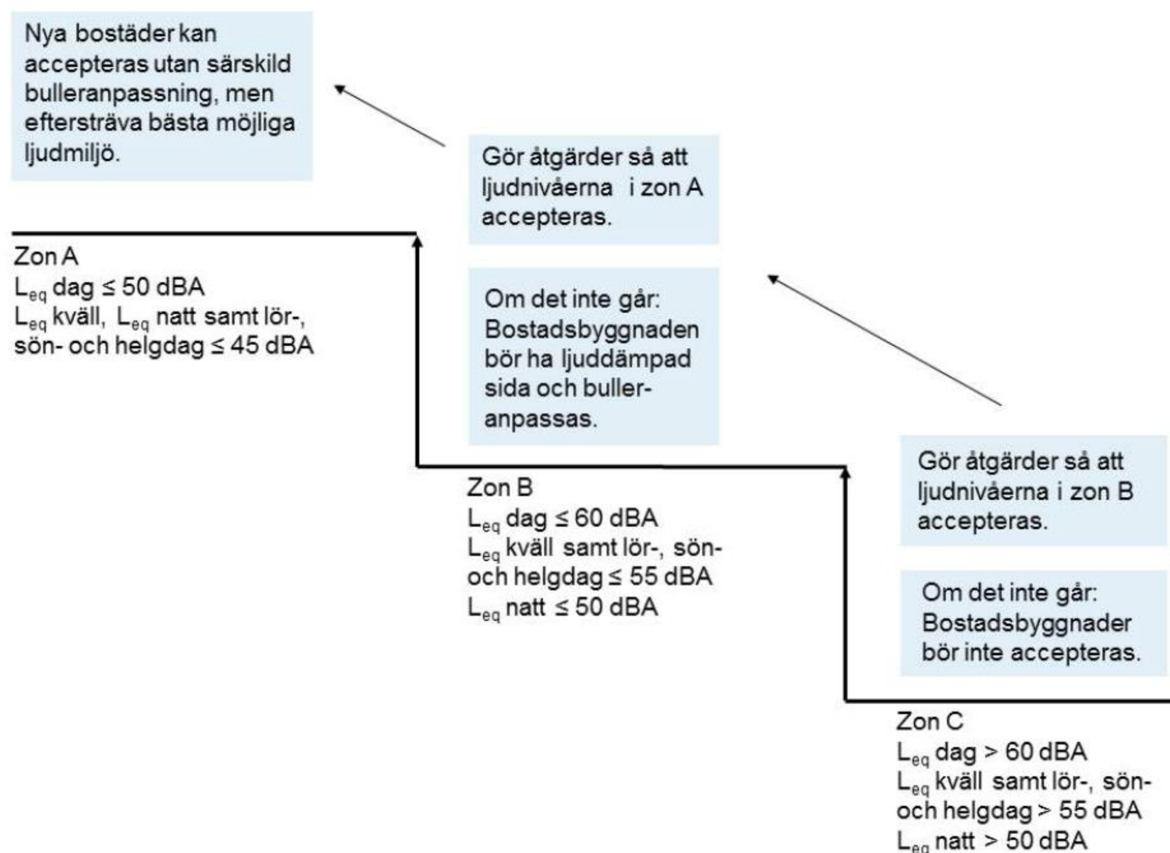 Nya bostäder kan
accepteras utan särskild
bulleranpassning, men
eftersträva bästa möjliga
ljudmiljö.
Gör åtgärder så att
ljudnivåerna i zon A
accepteras.
Zon A
Leq dag ≤ 50 dBA
Leq kväll, Leq natt samt lör-,
sön- och helgdag ≤ 45 dBA
Om det inte går:
Bostadsbyggnaden
bör ha ljuddämpad
sida och buller-
anpassas.
Gör åtgärder så att
ljudnivåerna i zon B
accepteras.
Zon B
Leq dag ≤ 60 dBA
Leq kväll samt lör-, sön-
och helgdag ≤ 55 dBA
Leq natt ≤ 50 dBA
Om det inte går:
Bostadsbyggnader
bör inte accepteras.
Zon C
Leq dag > 60 dBA
Leq kväll samt lör-, sön-
och helgdag > 55 dBA
Leq natt > 50 dBA